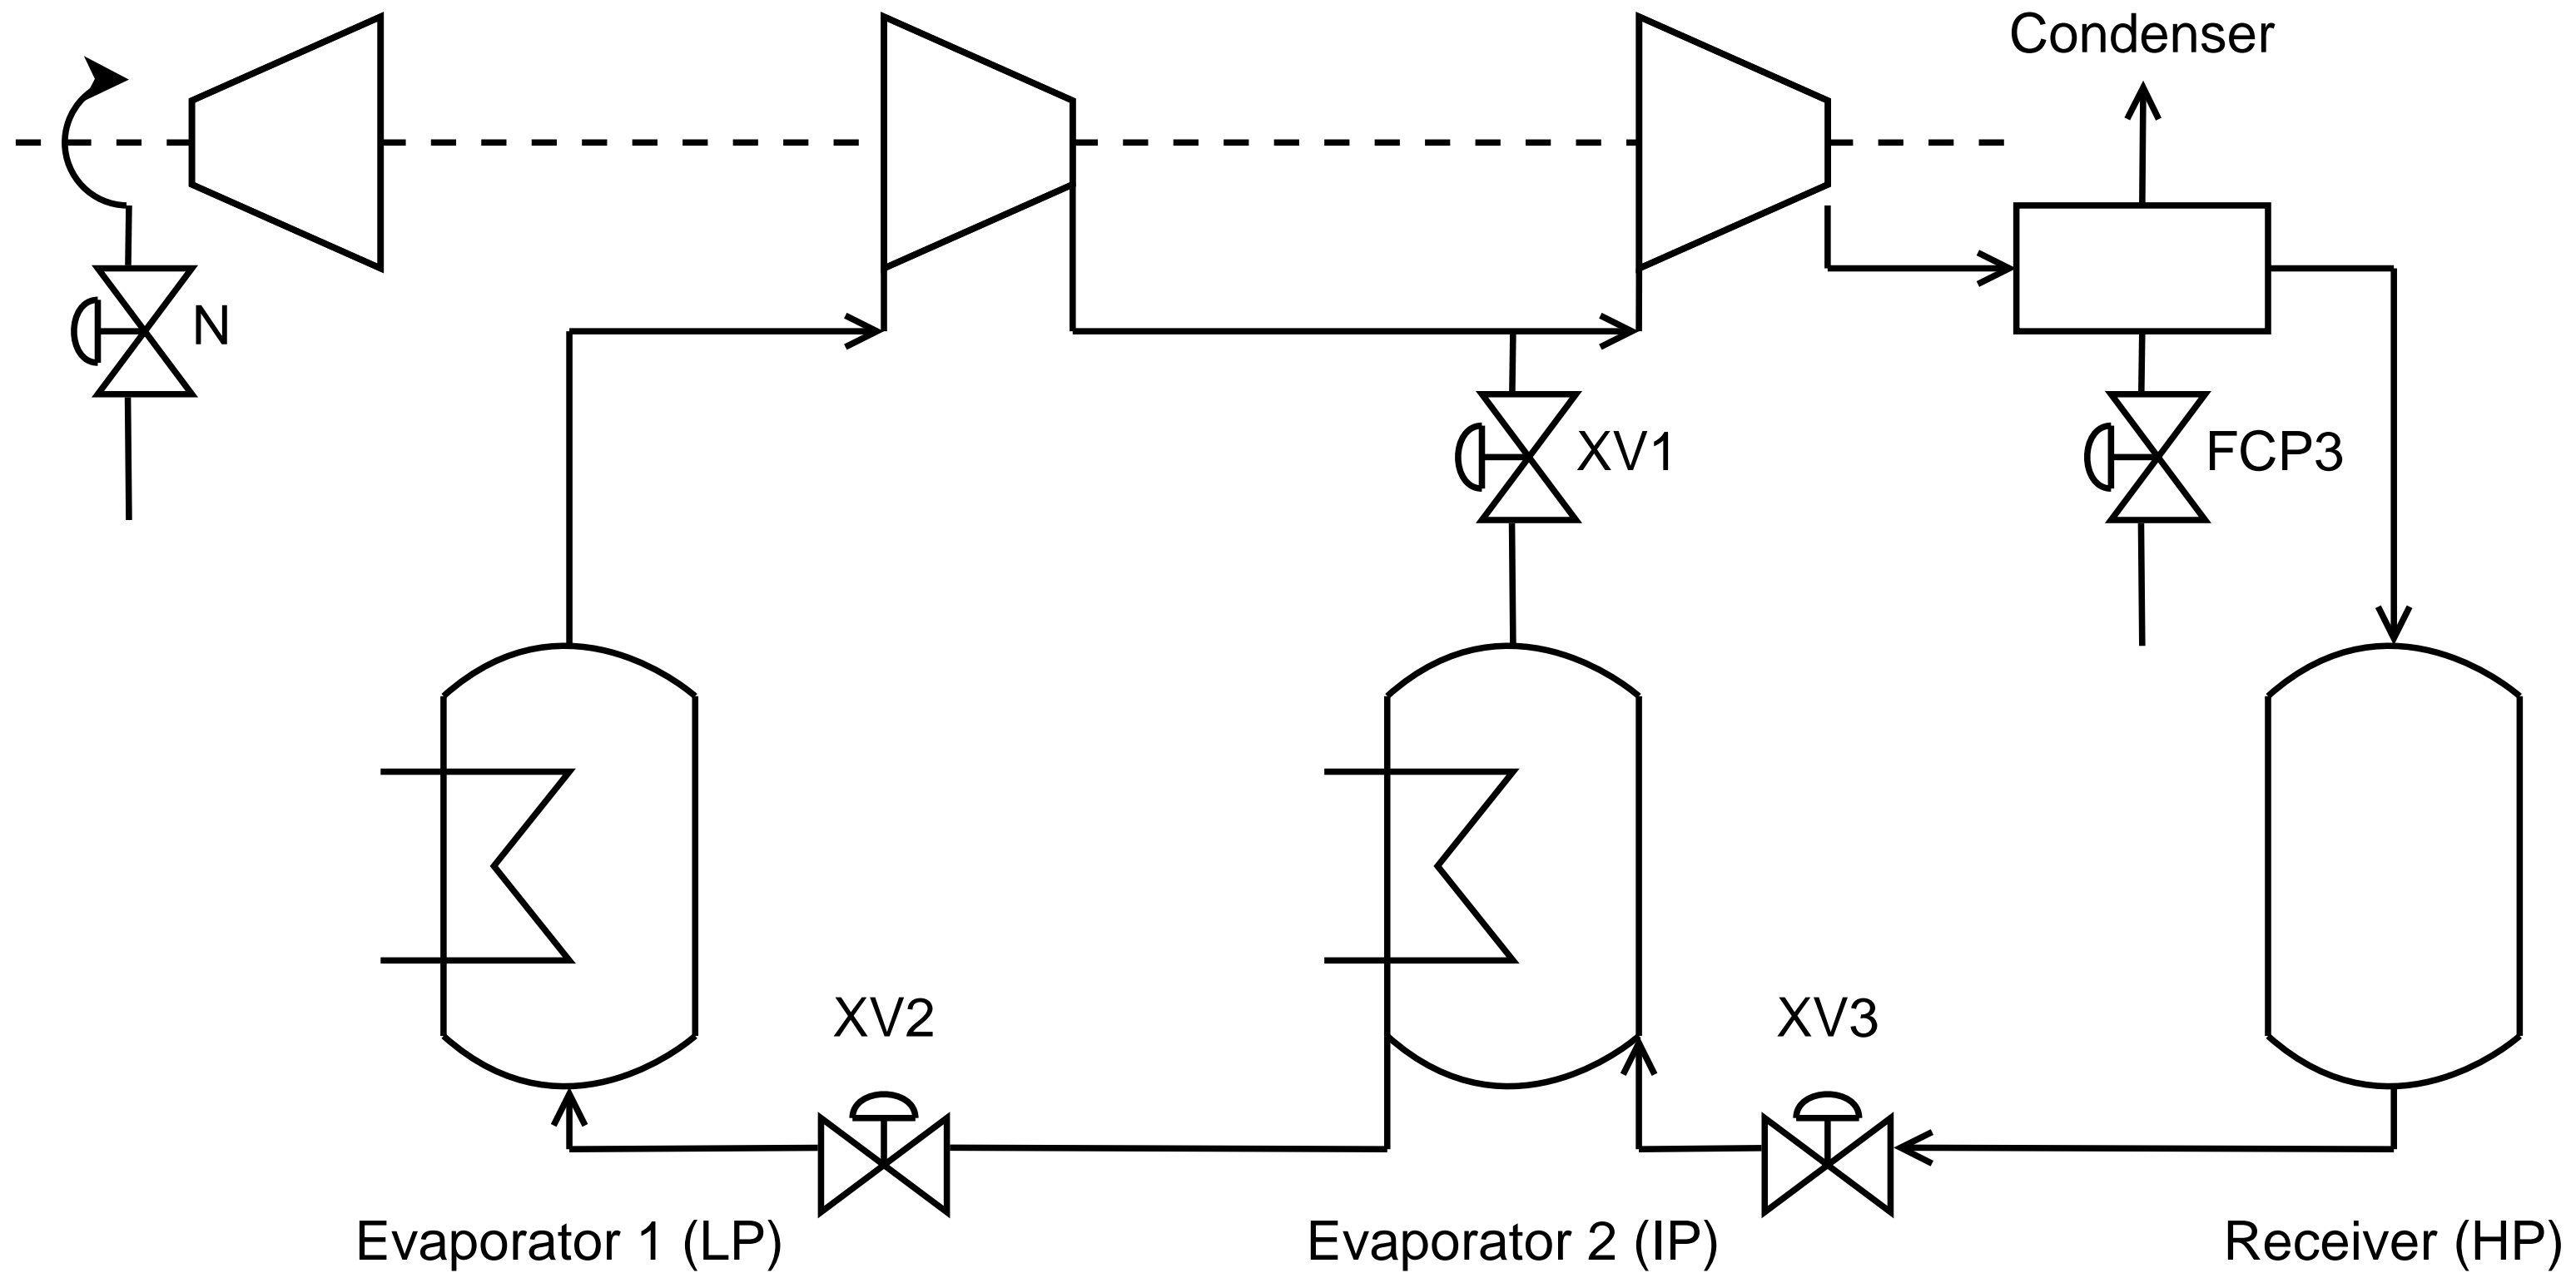 Condenser
N
XV1
FCP3
XV2
XV3
Evaporator 1 (LP)
Evaporator 2 (IP)
Receiver (HP)